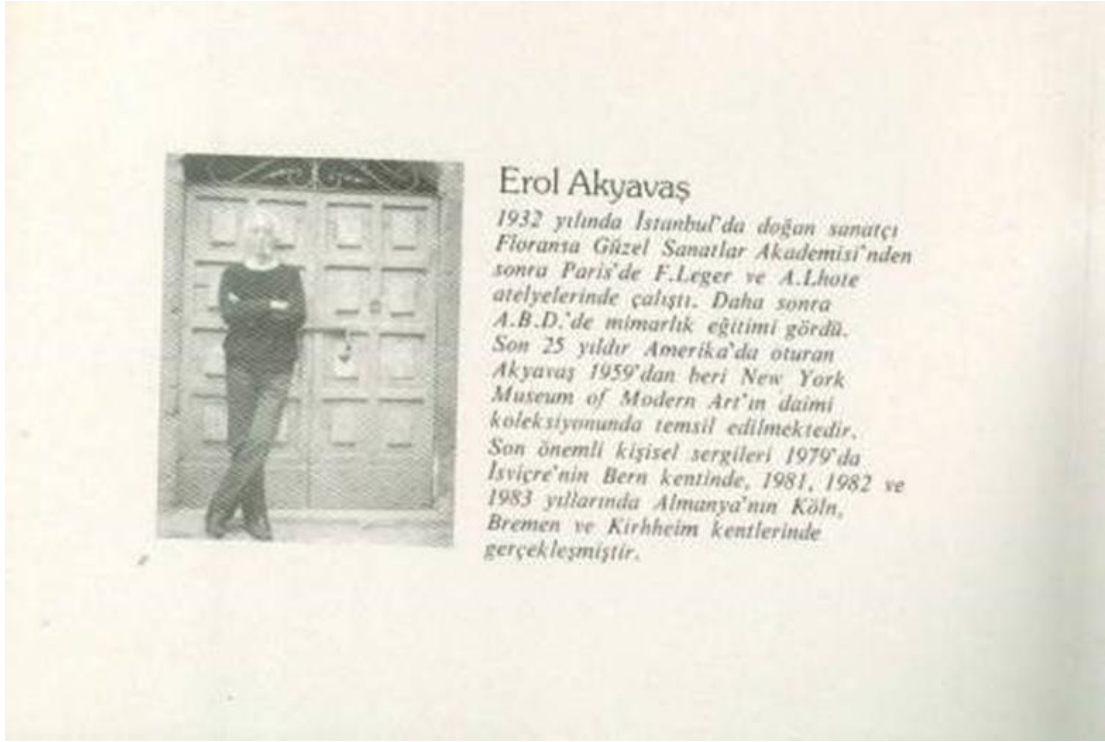 Erol Akyavaş
1932 yılında İstanbul'da doğan sanatçı
Floransa Güzel Sanatlar Akademisi'nden
sonra Paris'de F.Leger ve A.Lhote
atelyelerinde çalıştı. Daha sonra
A.B.D.'de mimarlık eğitimi gördü.
Son 25 yıldır Amerika'da oturan
Akyavaş 1959'dan beri New York
Museum of Modern Art'ın daimi
koleksiyonunda temsil edilmektedir.
Son önemli kişisel sergileri 1979'da
İsviçre'nin Bern kentinde, 1981, 1982 ve
1983 yıllarında Almanya'nın Köln,
Bremen ve Kirhheim kentlerinde
gerçekleşmiştir.